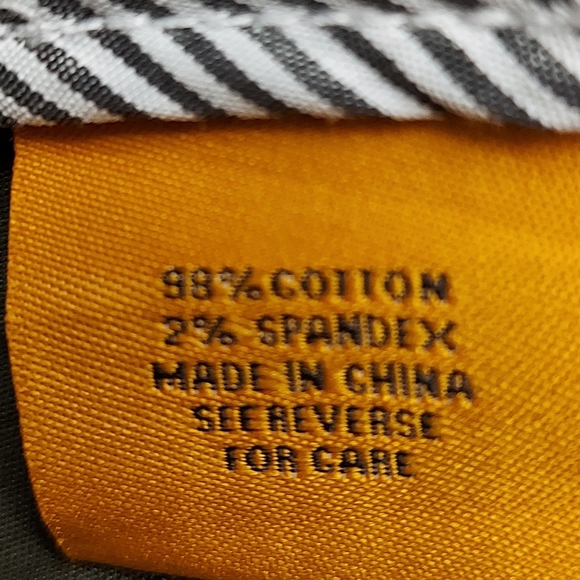 98% COTTON
2% SPANDEX
MADE IN CHINA
SEE REVERSE
FOR CARE